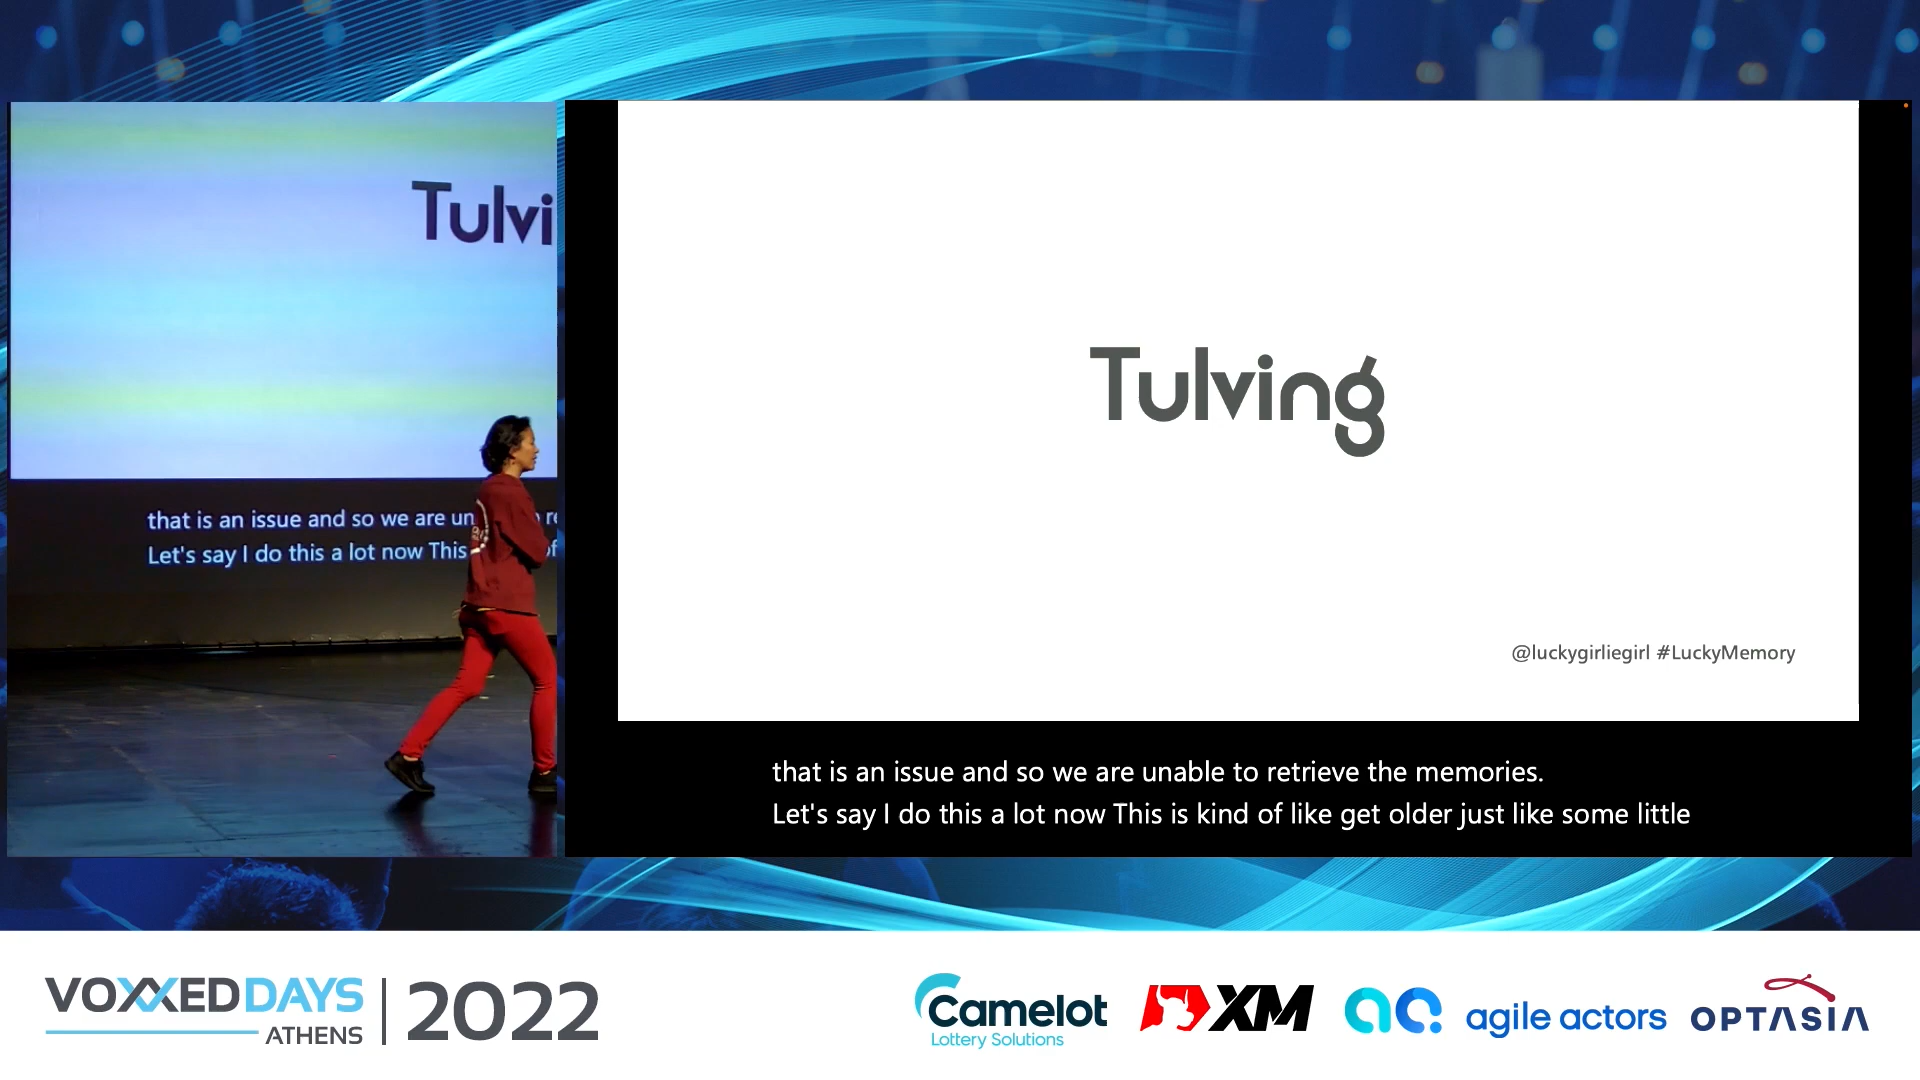 Tulvi
that is an issue and so we are un
Let's say I do this a lot now This
Tulving
@luckygirliegirl #LuckyMemory
that is an issue and so we are unable to retrieve the memories.
Let's say I do this a lot now This is kind of like get older just like some little
VOXXEDDAYS
ATHENS
2022
Camelot
Lottery Solutions
XM
agile actors
OPTASIA